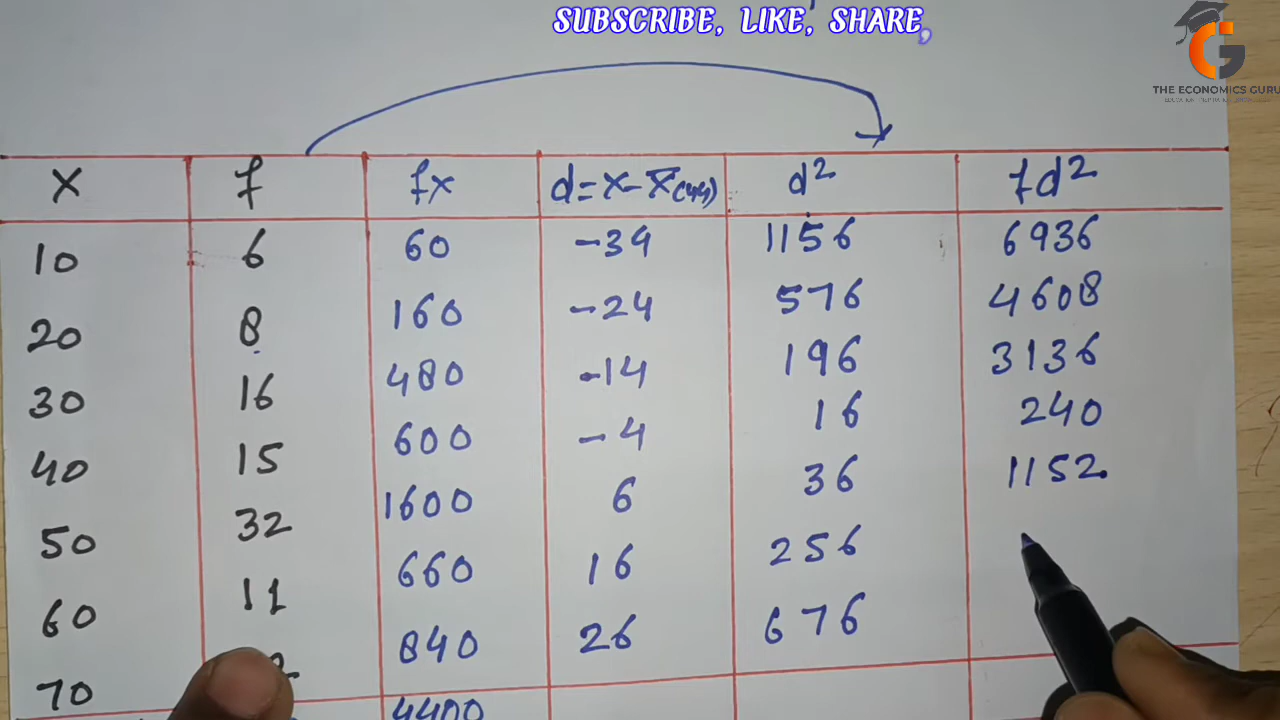 SUBSCRIBE, LIKE, SHARE,
G
THE ECONOMICS GURU
x f fx d=x-x̄(44) d² fd²
10 6 60 -34 1156 6936
20 8 160 -24 576 4608
30 16 480 -14 196 3136
40 15 600 -4 16 240
50 32 1600 6 36 1152
60 11 660 16 256
70 840 26 676
4400